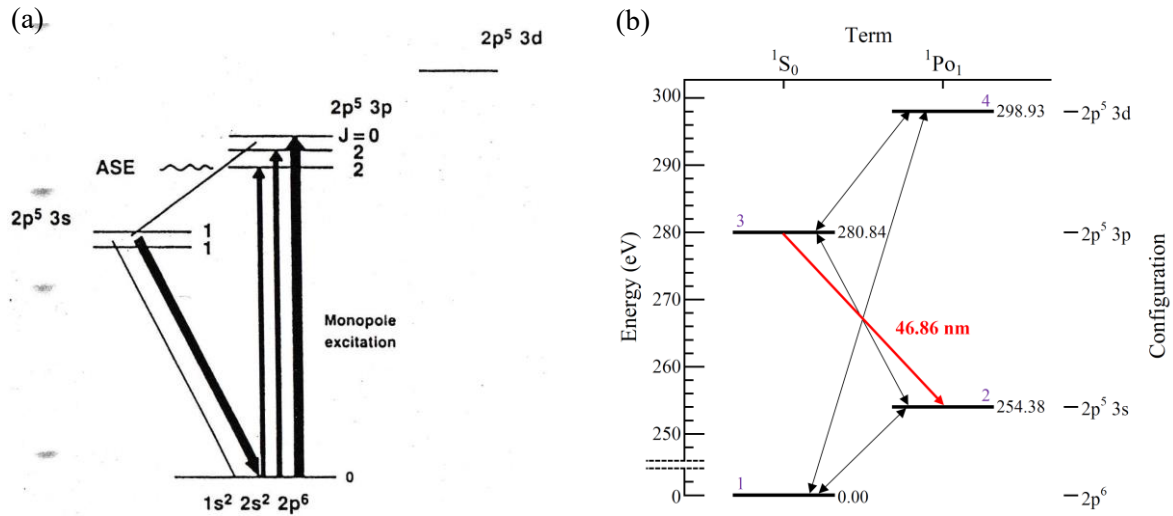 (a)
2p⁵ 3d
2p⁵ 3p
J=0
2
2
ASE
2p⁵ 3s
1
1
Monopole
excitation
0
1s² 2s² 2p⁶
(b)
Term
¹S₀
¹Po₁
Energy (eV)
300
290
280
270
260
250
0
4
298.93
3
280.84
46.86 nm
2
254.38
1
0.00
2p⁵ 3d
2p⁵ 3p
2p⁵ 3s
2p⁶
Configuration